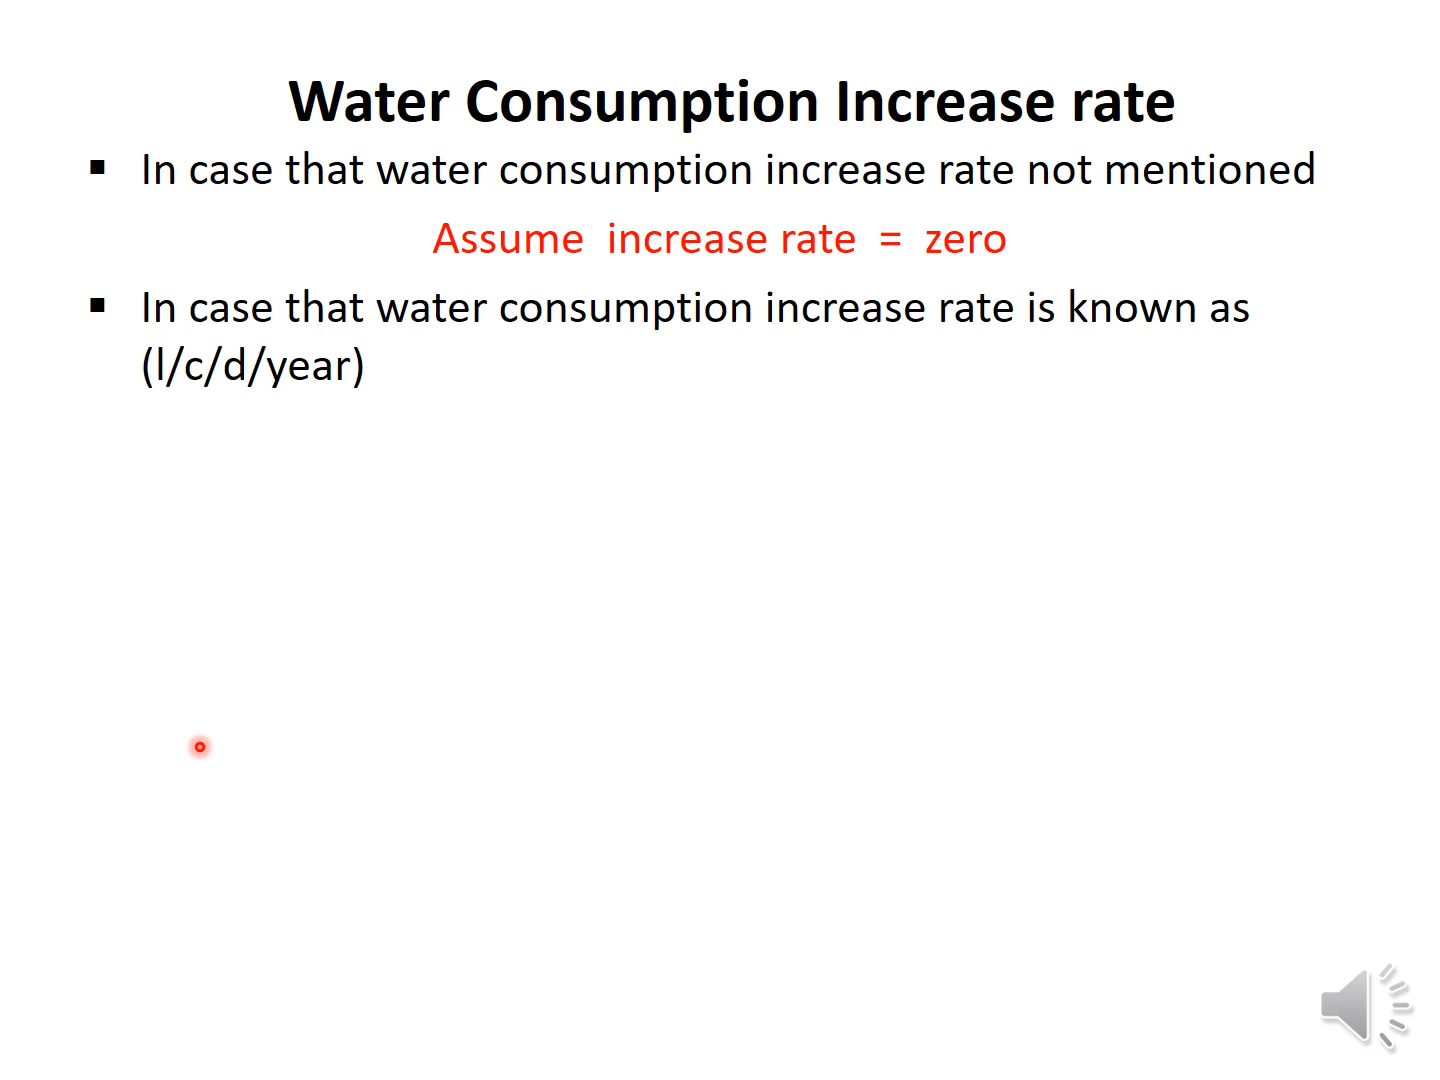 Water Consumption Increase rate
▪ In case that water consumption increase rate not mentioned
Assume increase rate = zero
▪ In case that water consumption increase rate is known as
(l/c/d/year)